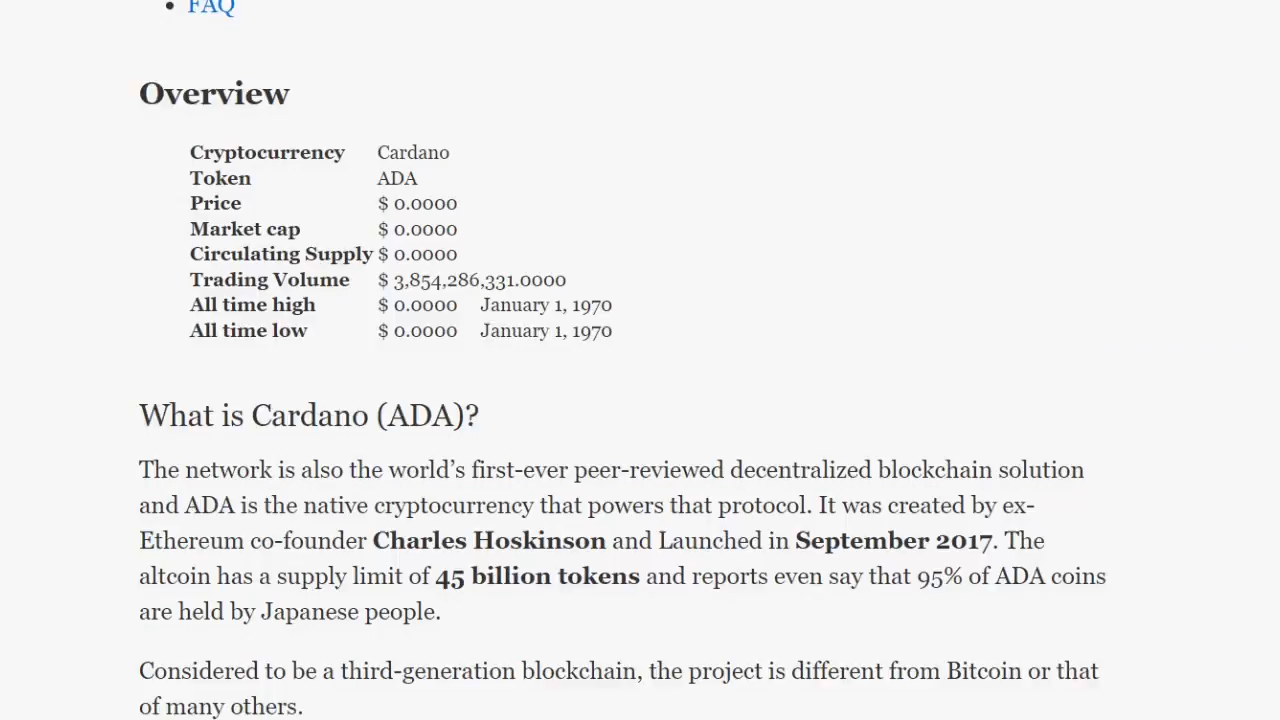 FAQ
Overview
Cryptocurrency Cardano
Token ADA
Price $ 0.0000
Market cap $ 0.0000
Circulating Supply $ 0.0000
Trading Volume $ 3,854,286,331.0000
All time high $ 0.0000 January 1, 1970
All time low $ 0.0000 January 1, 1970
What is Cardano (ADA)?
The network is also the world’s first-ever peer-reviewed decentralized blockchain solution
and ADA is the native cryptocurrency that powers that protocol. It was created by ex-
Ethereum co-founder Charles Hoskinson and Launched in September 2017. The
altcoin has a supply limit of 45 billion tokens and reports even say that 95% of ADA coins
are held by Japanese people.
Considered to be a third-generation blockchain, the project is different from Bitcoin or that
of many others.